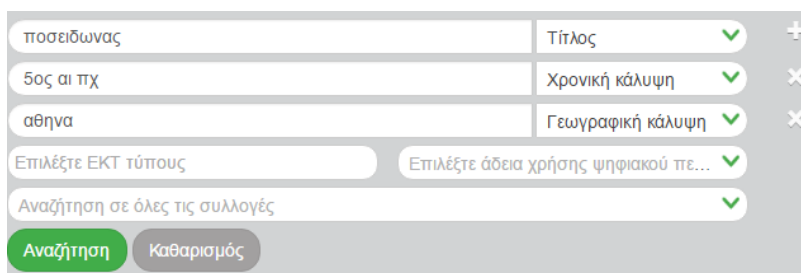 ποσειδωνας Τίτλος
5ος αι πχ Χρονική κάλυψη
αθηνα Γεωγραφική κάλυψη
Επιλέξτε ΕΚΤ τύπους Επιλέξτε άδεια χρήσης ψηφιακού πε...
Αναζήτηση σε όλες τις συλλογές
Αναζήτηση Καθαρισμός